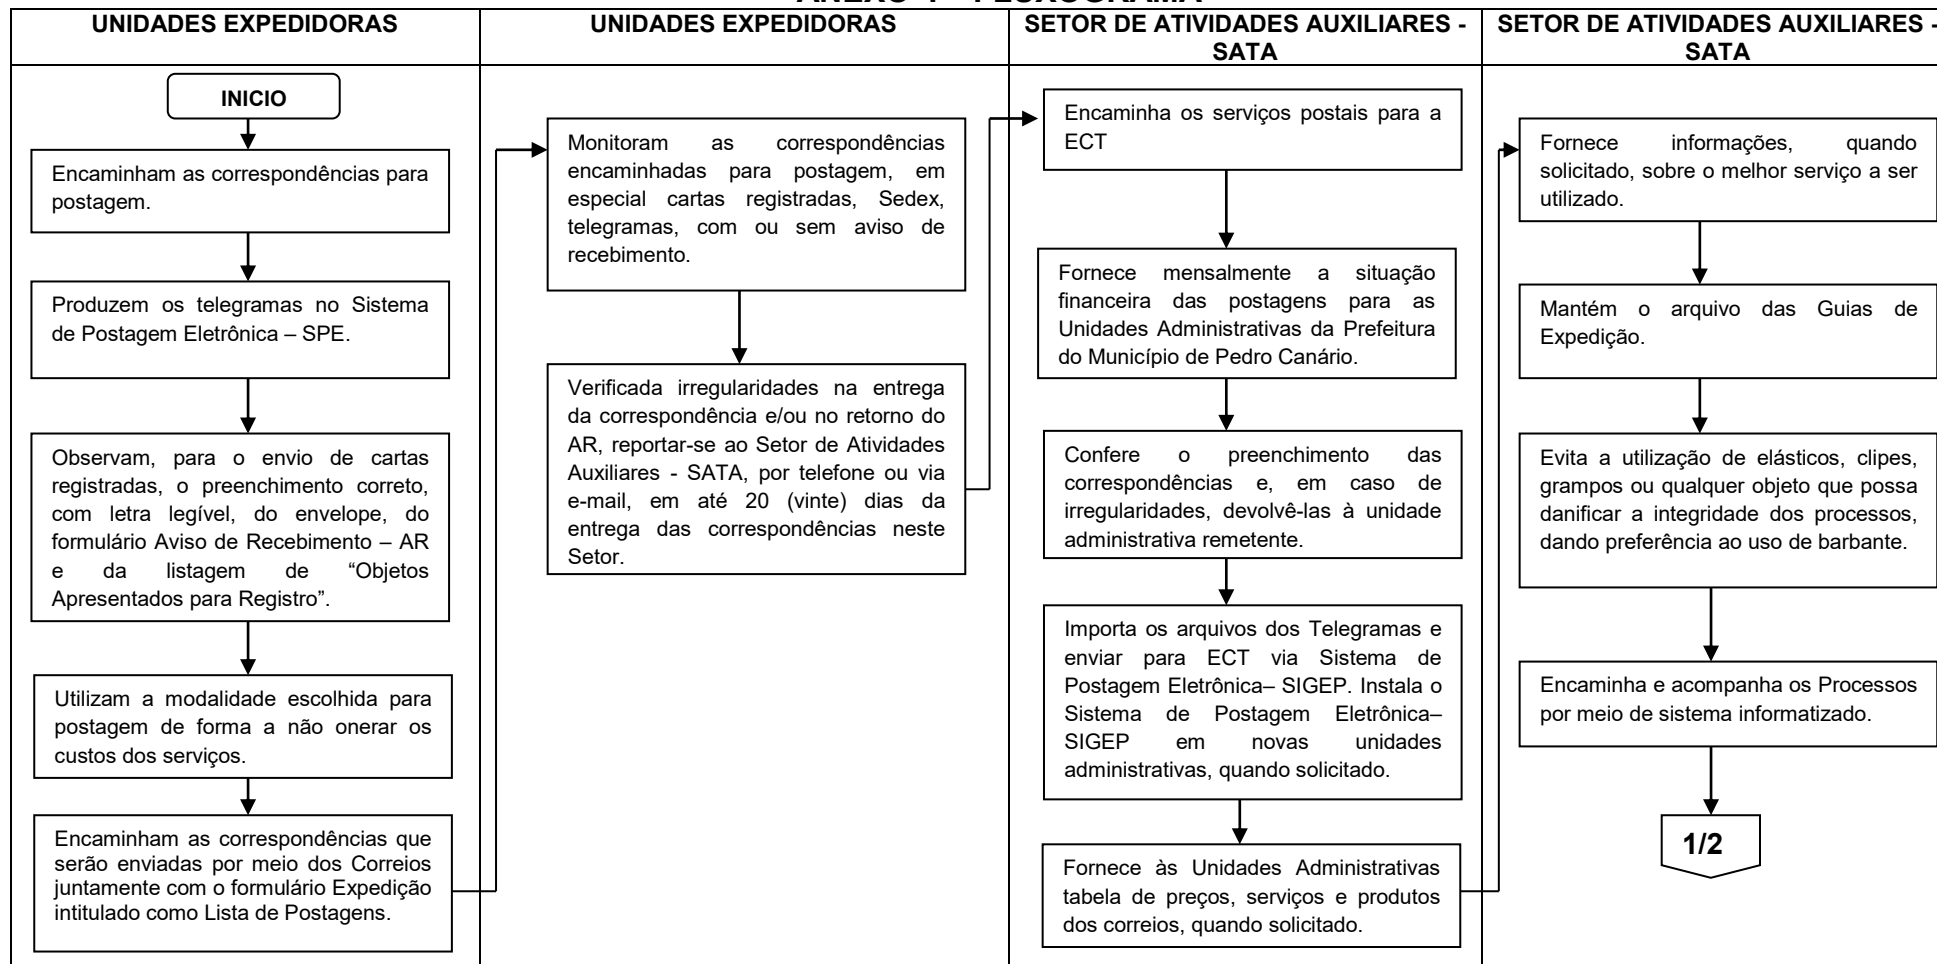 UNIDADES EXPEDIDORAS
INICIO
Encaminham as correspondências para
postagem.
Produzem os telegramas no Sistema
de Postagem Eletrônica – SPE.
Observam, para o envio de cartas
registradas, o preenchimento correto,
com letra legível, do envelope, do
formulário Aviso de Recebimento – AR
e da listagem de “Objetos
Apresentados para Registro”.
Utilizam a modalidade escolhida para
postagem de forma a não onerar os
custos dos serviços.
Encaminham as correspondências que
serão enviadas por meio dos Correios
juntamente com o formulário Expedição
intitulado como Lista de Postagens.
UNIDADES EXPEDIDORAS
Monitoram as correspondências
encaminhadas para postagem, em
especial cartas registradas, Sedex,
telegramas, com ou sem aviso de
recebimento.
Verificada irregularidades na entrega
da correspondência e/ou no retorno do
AR, reportar-se ao Setor de Atividades
Auxiliares - SATA, por telefone ou via
e-mail, em até 20 (vinte) dias da
entrega das correspondências neste
Setor.
SETOR DE ATIVIDADES AUXILIARES -
SATA
Encaminha os serviços postais para a
ECT
Fornece mensalmente a situação
financeira das postagens para as
Unidades Administrativas da Prefeitura
do Município de Pedro Canário.
Confere o preenchimento das
correspondências e, em caso de
irregularidades, devolvê-las à unidade
administrativa remetente.
Importa os arquivos dos Telegramas e
enviar para ECT via Sistema de
Postagem Eletrônica– SIGEP. Instala o
Sistema de Postagem Eletrônica–
SIGEP em novas unidades
administrativas, quando solicitado.
Fornece às Unidades Administrativas
tabela de preços, serviços e produtos
dos correios, quando solicitado.
SETOR DE ATIVIDADES AUXILIARES -
SATA
Fornece informações, quando
solicitado, sobre o melhor serviço a ser
utilizado.
Mantém o arquivo das Guias de
Expedição.
Evita a utilização de elásticos, clipes,
grampos ou qualquer objeto que possa
danificar a integridade dos processos,
dando preferência ao uso de barbante.
Encaminha e acompanha os Processos
por meio de sistema informatizado.
1/2